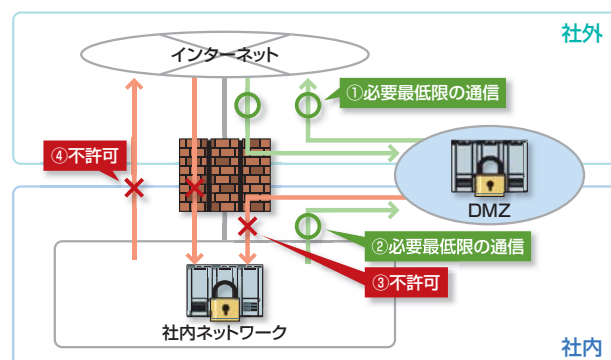 社外
インターネット
①必要最低限の通信
④不許可
DMZ
②必要最低限の通信
③不許可
社内ネットワーク
社内